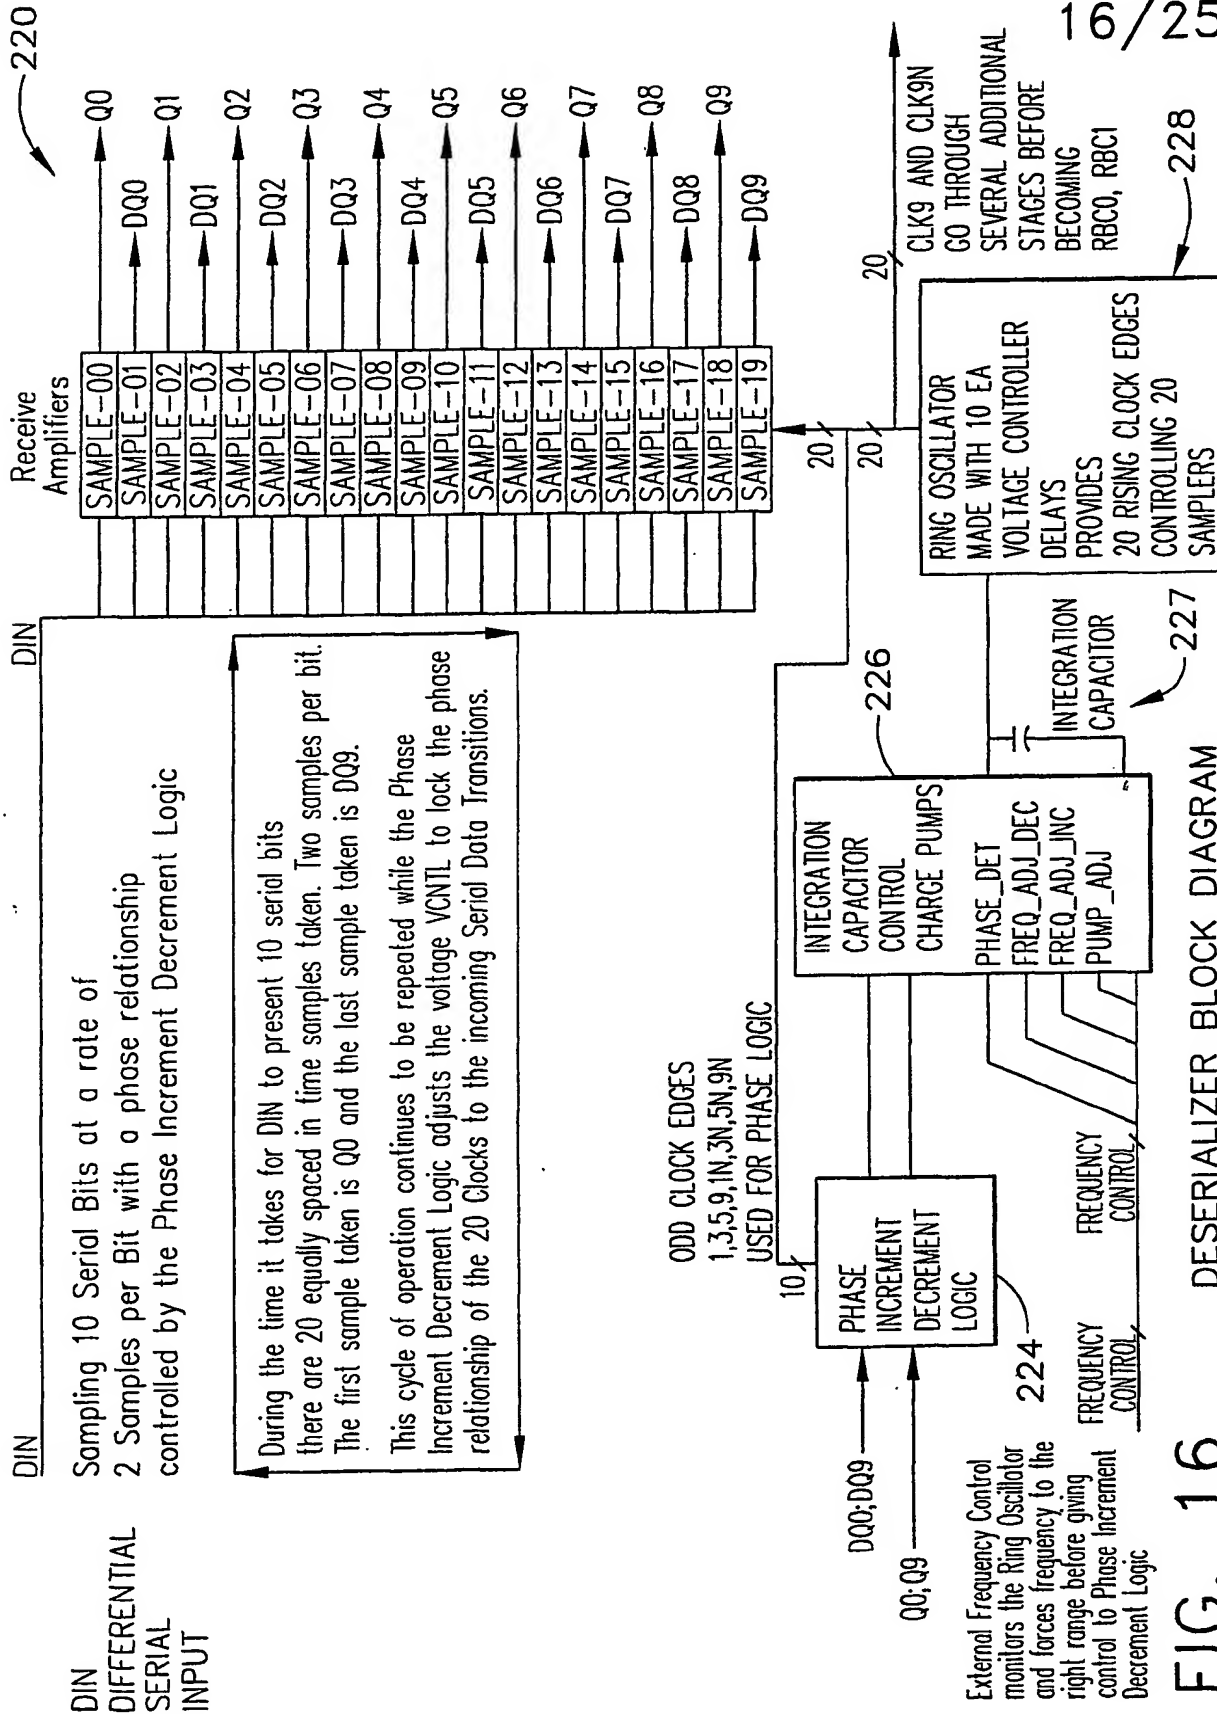 16/25
220
DIN
DIFFERENTIAL
SERIAL
INPUT
DIN
DIN
Sampling 10 Serial Bits at a rate of
2 Samples per Bit with a phase relationship
controlled by the Phase Increment Decrement Logic
During the time it takes for DIN to present 10 serial bits
there are 20 equally spaced in time samples taken. Two samples per bit.
The first sample taken is Q0 and the last sample taken is DQ9.
This cycle of operation continues to be repeated while the Phase
Increment Decrement Logic adjusts the voltage VCNTL to lock the phase
relationship of the 20 Clocks to the incoming Serial Data Transitions.
Receive
Amplifiers
SAMPLE-00
SAMPLE-01
SAMPLE-02
SAMPLE-03
SAMPLE-04
SAMPLE-05
SAMPLE-06
SAMPLE-07
SAMPLE-08
SAMPLE-09
SAMPLE-10
SAMPLE-11
SAMPLE-12
SAMPLE-13
SAMPLE-14
SAMPLE-15
SAMPLE-16
SAMPLE-17
SAMPLE-18
SAMPLE-19
Q0
DQ0
Q1
DQ1
Q2
DQ2
Q3
DQ3
Q4
DQ4
Q5
DQ5
Q6
DQ6
Q7
DQ7
Q8
DQ8
Q9
DQ9
20
20
20
CLK9 AND CLK9N
GO THROUGH
SEVERAL ADDITIONAL
STAGES BEFORE
BECOMING
RBC0, RBC1
ODD CLOCK EDGES
1,3,5,9,1N,3N,5N,9N
USED FOR PHASE LOGIC
10
DQ0;DQ9
Q0;Q9
PHASE
INCREMENT
DECREMENT
LOGIC
224
INTEGRATION
CAPACITOR
CONTROL
CHARGE PUMPS
PHASE_DET
FREQ_ADJ_DEC
FREQ_ADJ_INC
PUMP_ADJ
226
INTEGRATION
CAPACITOR
227
RING OSCILLATOR
MADE WITH 10 EA
VOLTAGE CONTROLLER
DELAYS
PROVIDES
20 RISING CLOCK EDGES
CONTROLLING 20
SAMPLERS
228
External Frequency Control
monitors the Ring Oscillator
and forces frequency to the
right range before giving
control to Phase Increment
Decrement Logic
FREQUENCY
CONTROL
FREQUENCY
CONTROL
FIG. 16
DESERIALIZER BLOCK DIAGRAM